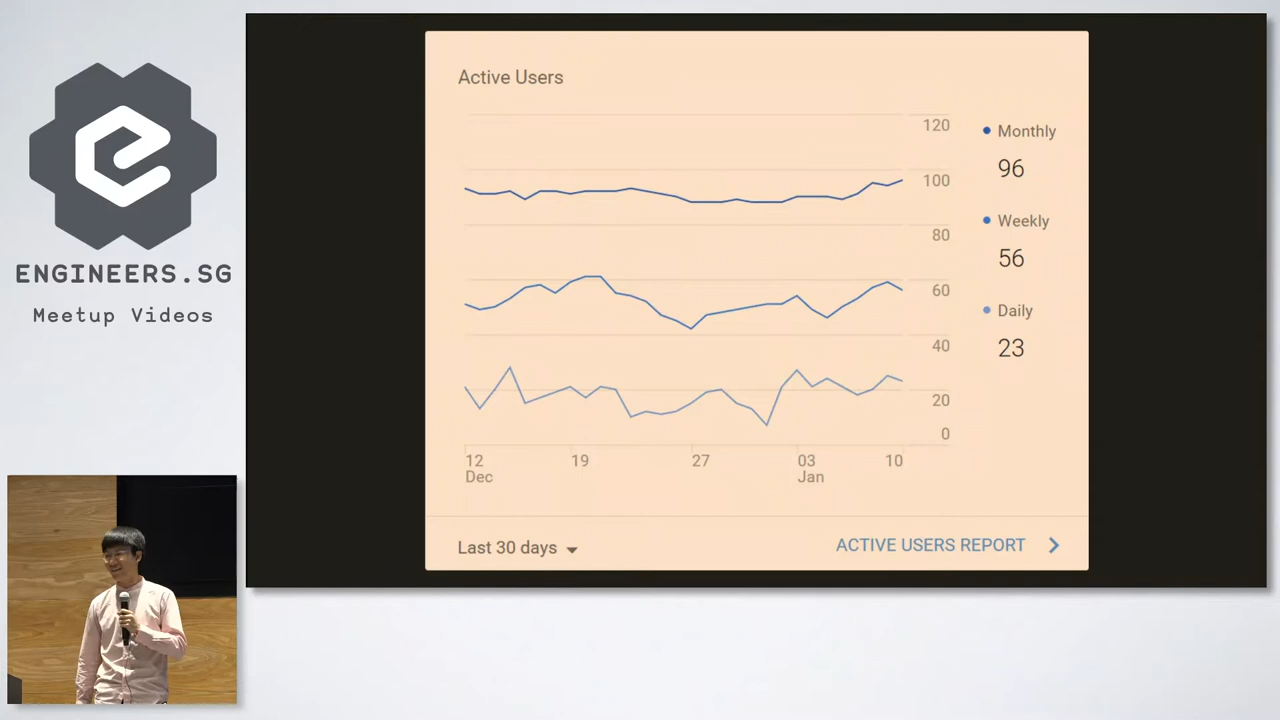 ENGINEERS.SG
Meetup Videos
Active Users
120
100
80
60
40
20
0
12
Dec
19
27
03
Jan
10
Monthly
96
Weekly
56
Daily
23
Last 30 days
ACTIVE USERS REPORT